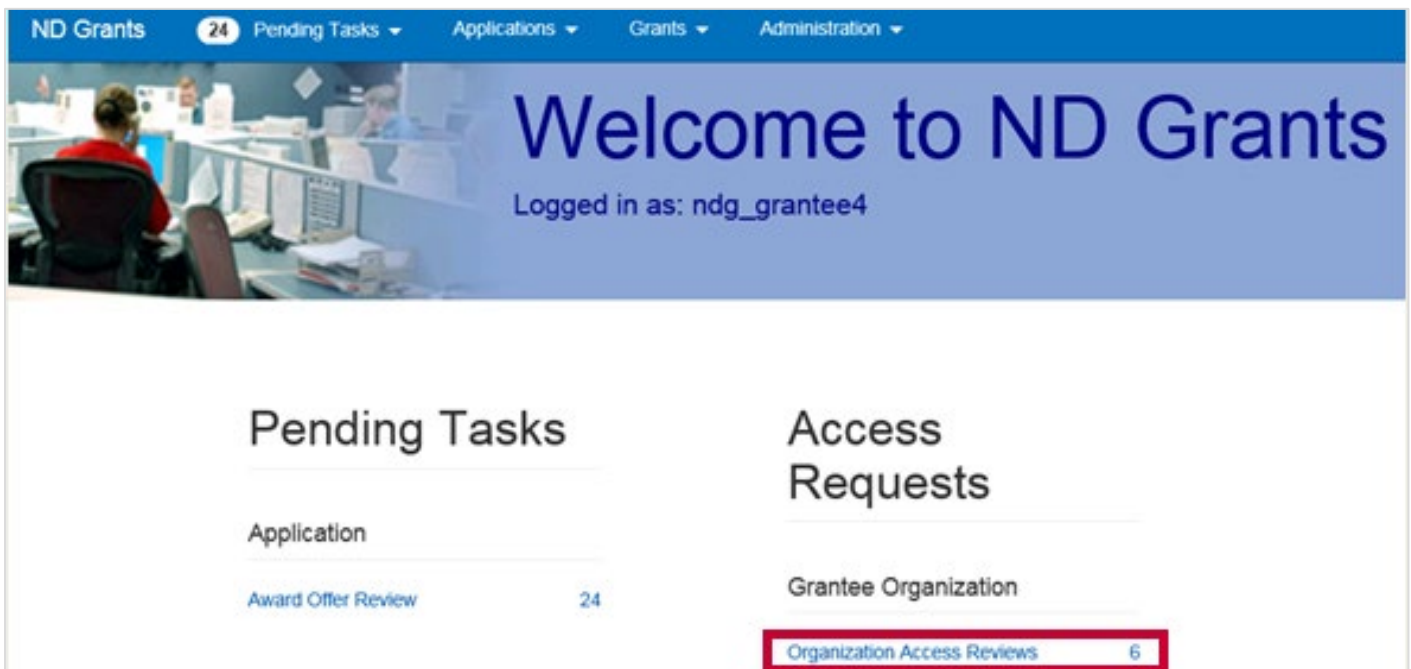 ND Grants 24 Pending Tasks Applications Grants Administration
Welcome to ND Grants
Logged in as: ndg_grantee4
Pending Tasks
Application
Award Offer Review 24
Access
Requests
Grantee Organization
Organization Access Reviews 6